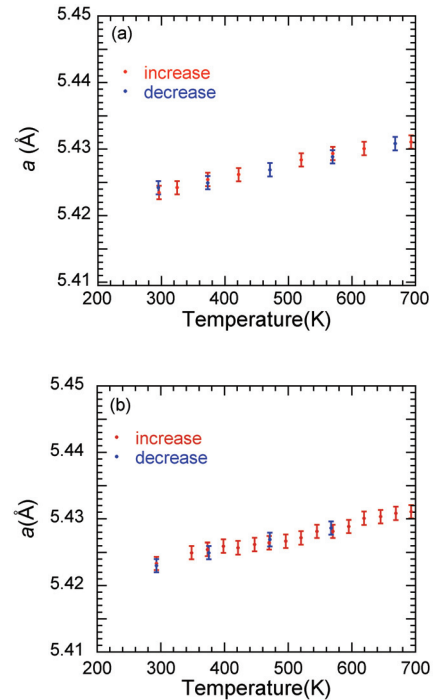 5.45
(a)
increase
decrease
5.44
a (Å)
5.43
5.42
5.41
200 300 400 500 600 700
Temperature(K)
5.45
(b)
increase
decrease
5.44
a(Å)
5.43
5.42
5.41
200 300 400 500 600 700
Temperature(K)